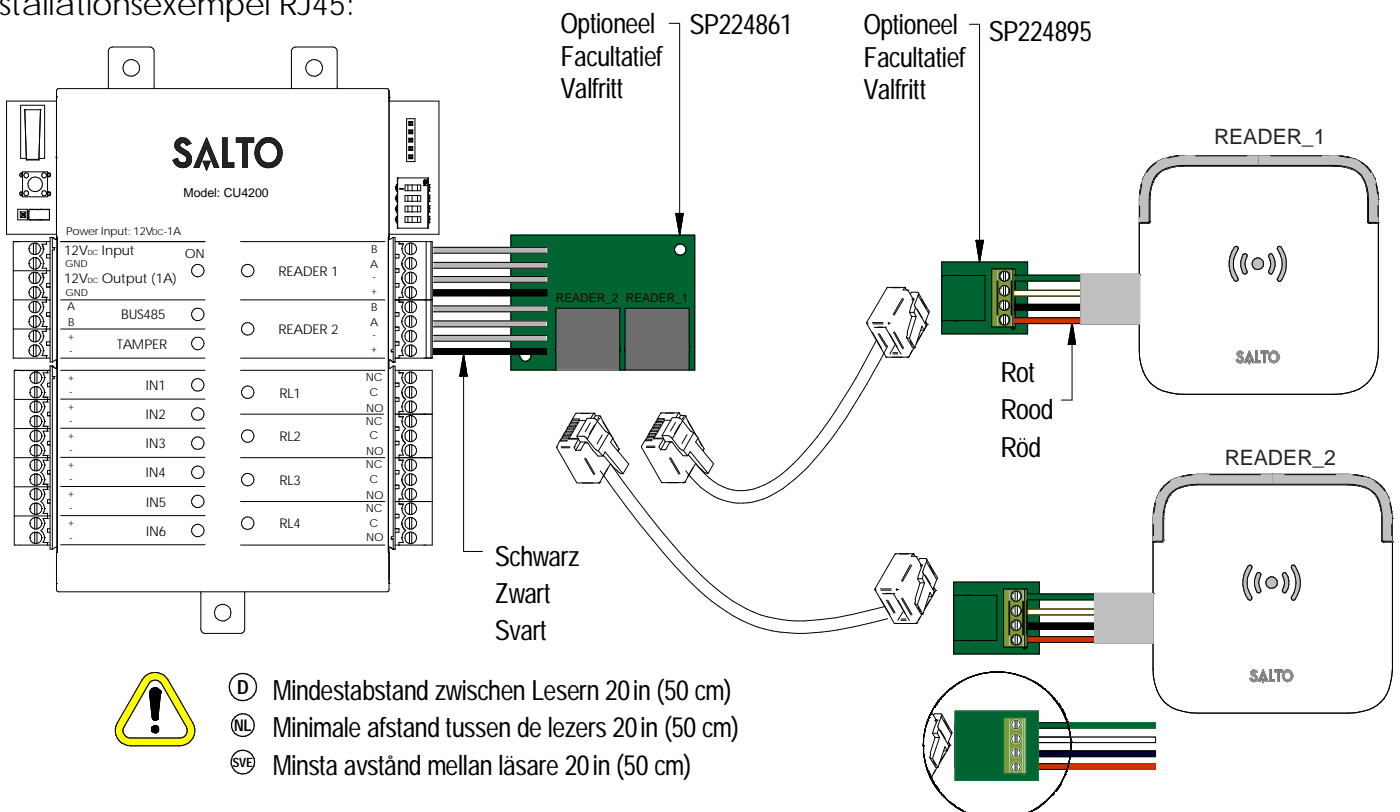 stallationsexempel RJ45:
Optioneel
Facultatief
Valfritt
SP224861
Optioneel
Facultatief
Valfritt
SP224895
SALTO
Model: CU4200
Power Input: 12VDC-1A
12VDC Input
GND
12VDC Output (1A)
GND
ON
A
B
BUS485
+
-
TAMPER
+
-
IN1
+
-
IN2
+
-
IN3
+
-
IN4
+
-
IN5
+
-
IN6
READER 1
B
A
-
+
READER 2
B
A
-
+
RL1
NC
C
NO
RL2
NC
C
NO
RL3
NC
C
NO
RL4
NC
C
NO
READER_2 READER_1
READER_1
SALTO
Rot
Rood
Röd
READER_2
SALTO
Schwarz
Zwart
Svart
D Mindestabstand zwischen Lesern 20 in (50 cm)
NL Minimale afstand tussen de lezers 20 in (50 cm)
SVE Minsta avstånd mellan läsare 20 in (50 cm)